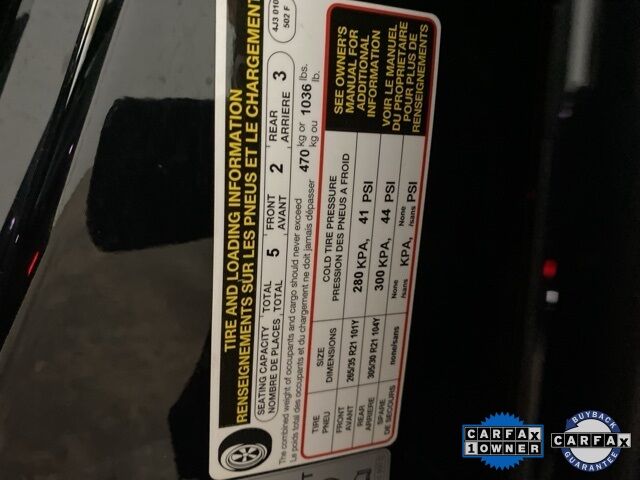 TIRE AND LOADING INFORMATION
RENSEIGNEMENTS SUR LES PNEUS ET LE CHARGEMENT
4J3 010
502 F
SEATING CAPACITY TOTAL 5 FRONT 2 REAR 3
NOMBRE DE PLACES TOTAL AVANT ARRIERE
The combined weight of occupants and cargo should never exceed 470 kg or 1036 lbs.
La poids total des occupants et du chargement ne doit jamais dépasser kg ou lb.
TIRE SIZE COLD TIRE PRESSURE
PNEU DIMENSIONS PRESSION DES PNEUS A FROID
FRONT 265/35 R21 101Y 280 KPA, 41 PSI
AVANT
REAR 305/30 R21 104Y 300 KPA, 44 PSI
ARRIERE
SPARE none/sans None /sans KPA, None /sans PSI
DE SECOURS
SEE OWNER'S
MANUAL FOR
ADDITIONAL
INFORMATION
VOIR LE MANUEL
DU PROPRIETAIRE
POUR PLUS DE
RENSEIGNEMENTS
CARFAX
1 OWNER
BUYBACK
CARFAX
GUARANTEE